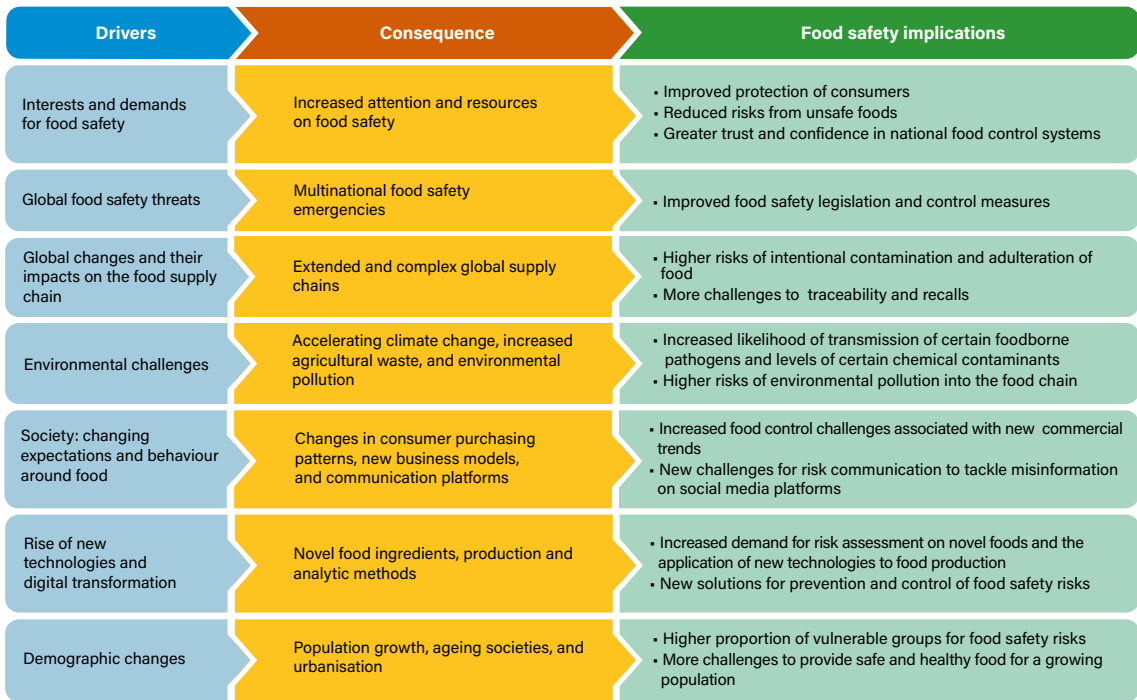 Drivers
Consequence
Food safety implications
Interests and demands
for food safety
Increased attention and resources
on food safety
▪ Improved protection of consumers
▪ Reduced risks from unsafe foods
▪ Greater trust and confidence in national food control systems
Global food safety threats
Multinational food safety
emergencies
▪ Improved food safety legislation and control measures
Global changes and their
impacts on the food supply
chain
Extended and complex global supply
chains
▪ Higher risks of intentional contamination and adulteration of
food
▪ More challenges to traceability and recalls
Environmental challenges
Accelerating climate change, increased
agricultural waste, and environmental
pollution
▪ Increased likelihood of transmission of certain foodborne
pathogens and levels of certain chemical contaminants
▪ Higher risks of environmental pollution into the food chain
Society: changing
expectations and behaviour
around food
Changes in consumer purchasing
patterns, new business models,
and communication platforms
▪ Increased food control challenges associated with new commercial
trends
▪ New challenges for risk communication to tackle misinformation
on social media platforms
Rise of new
technologies and
digital transformation
Novel food ingredients, production and
analytic methods
▪ Increased demand for risk assessment on novel foods and the
application of new technologies to food production
▪ New solutions for prevention and control of food safety risks
Demographic changes
Population growth, ageing societies, and
urbanisation
▪ Higher proportion of vulnerable groups for food safety risks
▪ More challenges to provide safe and healthy food for a growing
population